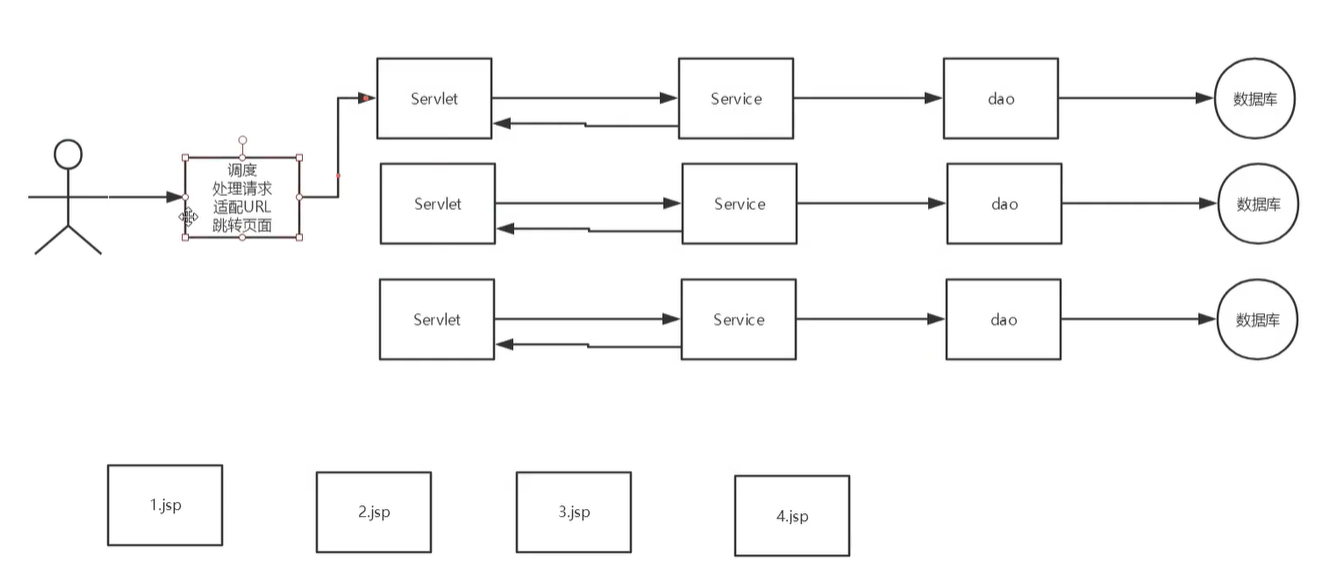 Servlet
Service
dao
数据库
调度
处理请求
适配URL
跳转页面
Servlet
Service
dao
数据库
Servlet
Service
dao
数据库
1.jsp
2.jsp
3.jsp
4.jsp